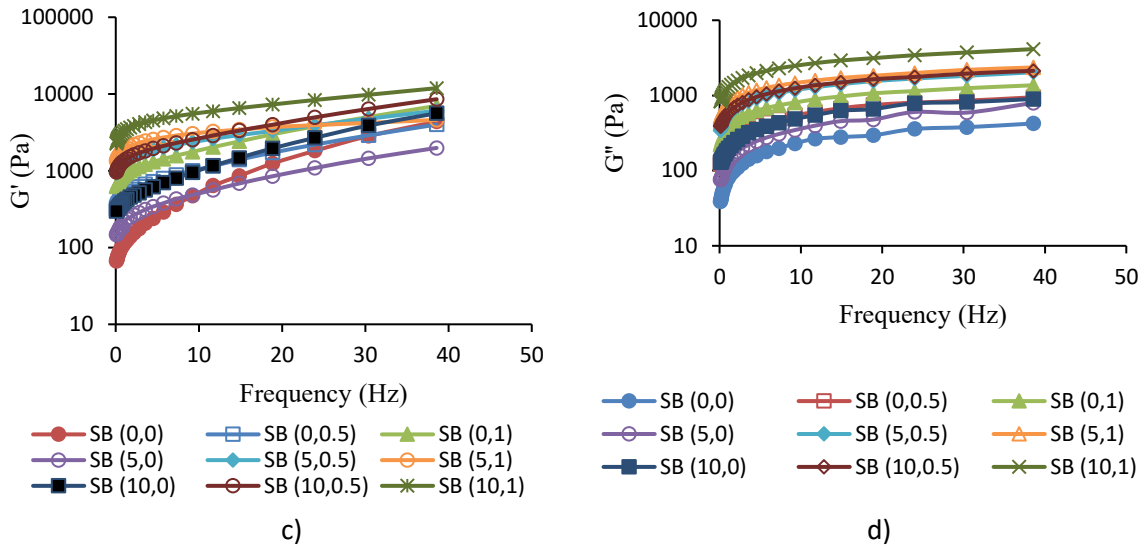 100000
10000
1000
100
10
G' (Pa)
0 10 20 30 40 50
Frequency (Hz)
SB (0,0) SB (0,0.5) SB (0,1)
SB (5,0) SB (5,0.5) SB (5,1)
SB (10,0) SB (10,0.5) SB (10,1)
c)
10000
1000
100
10
G'' (Pa)
0 10 20 30 40 50
Frequency (Hz)
SB (0,0) SB (0,0.5) SB (0,1)
SB (5,0) SB (5,0.5) SB (5,1)
SB (10,0) SB (10,0.5) SB (10,1)
d)